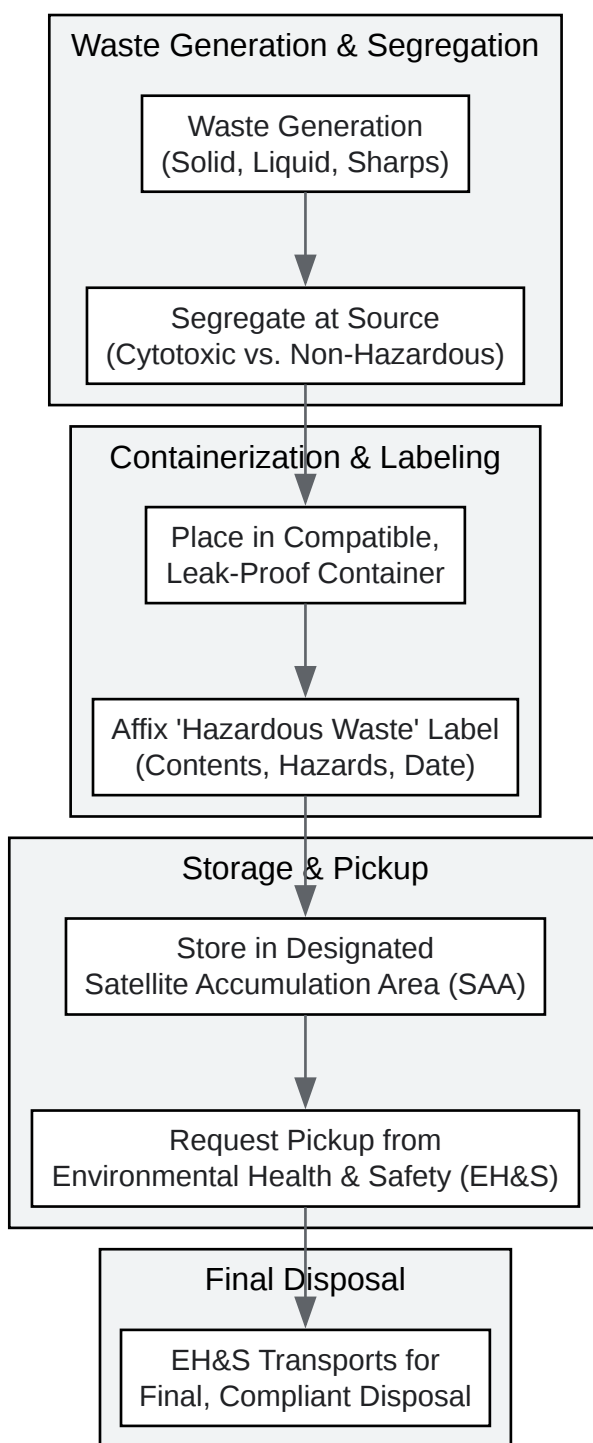 Waste Generation & Segregation
Waste Generation
(Solid, Liquid, Sharps)
Segregate at Source
(Cytotoxic vs. Non-Hazardous)
Containerization & Labeling
Place in Compatible,
Leak-Proof Container
Affix 'Hazardous Waste' Label
(Contents, Hazards, Date)
Storage & Pickup
Store in Designated
Satellite Accumulation Area (SAA)
Request Pickup from
Environmental Health & Safety (EH&S)
Final Disposal
EH&S Transports for
Final, Compliant Disposal